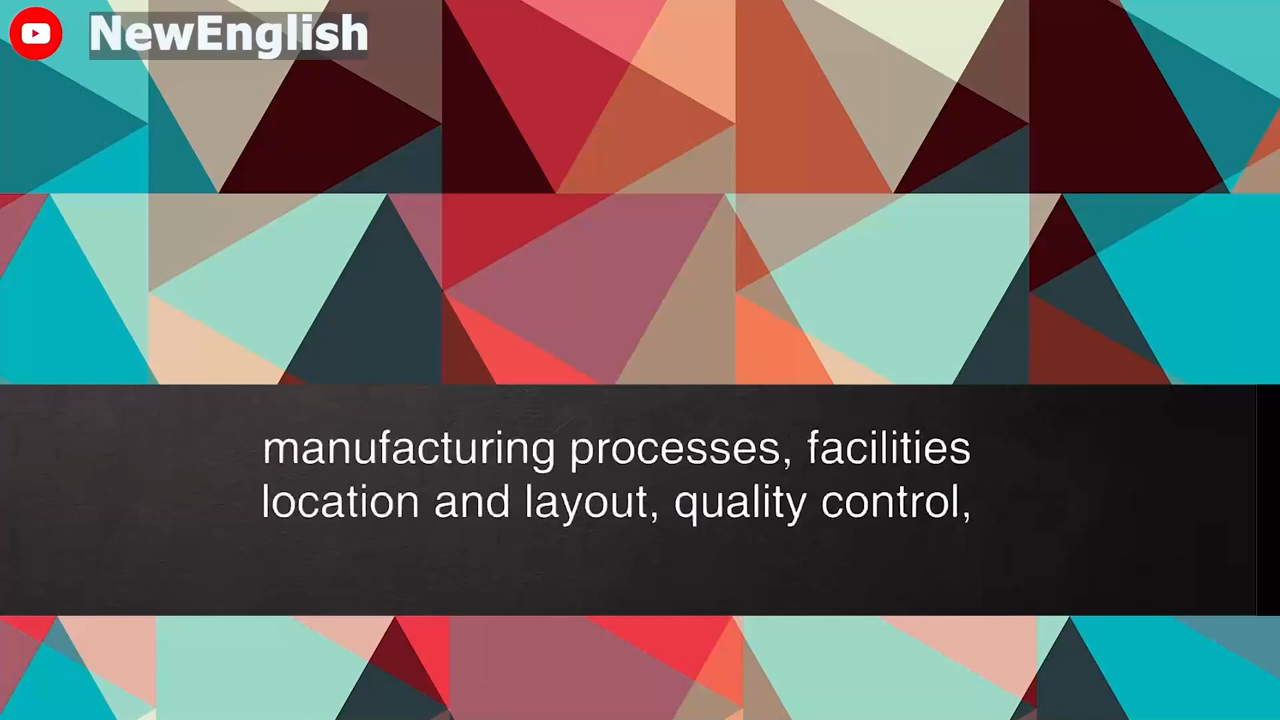 NewEnglish
manufacturing processes, facilities
location and layout, quality control,